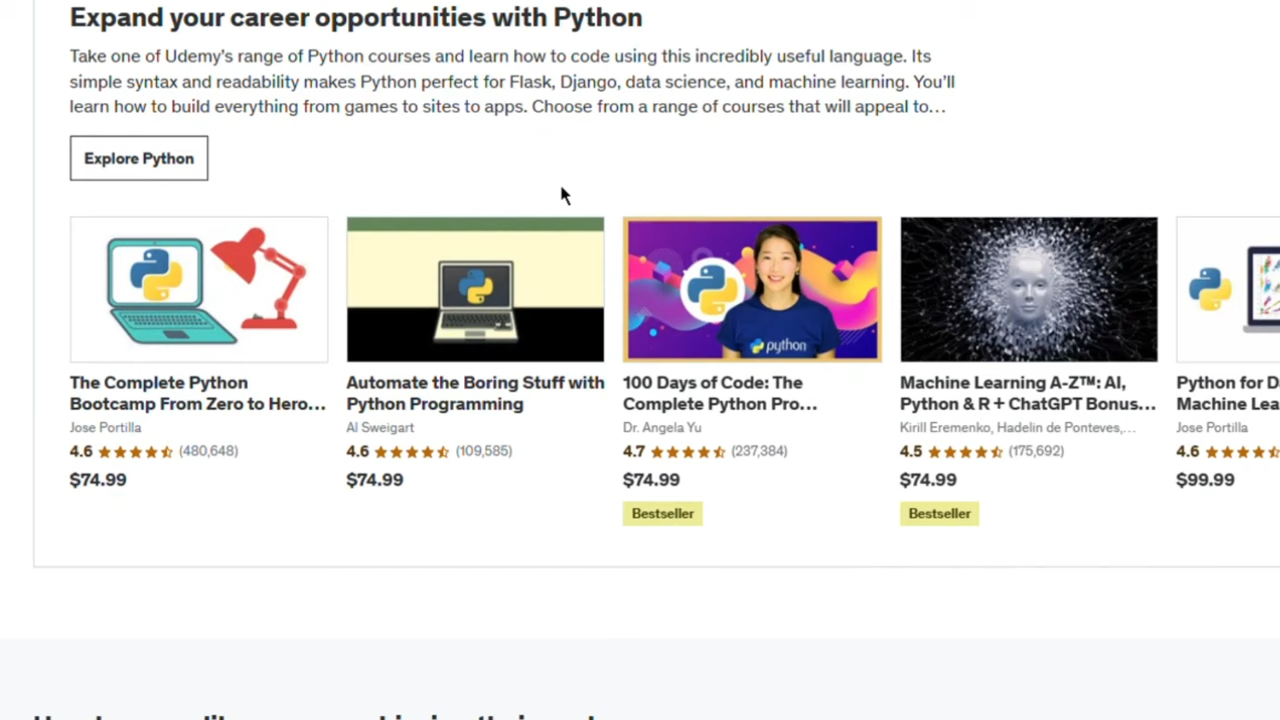 Expand your career opportunities with Python
Take one of Udemy's range of Python courses and learn how to code using this incredibly useful language. Its
simple syntax and readability makes Python perfect for Flask, Django, data science, and machine learning. You'll
learn how to build everything from games to sites to apps. Choose from a range of courses that will appeal to…
Explore Python
python
The Complete Python
Bootcamp From Zero to Hero…
Jose Portilla
4.6 (480,648)
$74.99
Automate the Boring Stuff with
Python Programming
Al Sweigart
4.6 (109,585)
$74.99
100 Days of Code: The
Complete Python Pro…
Dr. Angela Yu
4.7 (237,384)
$74.99
Bestseller
Machine Learning A-Z™: AI,
Python & R + ChatGPT Bonus…
Kirill Eremenko, Hadelin de Ponteves,…
4.5 (175,692)
$74.99
Bestseller
Python for D
Machine Lea
Jose Portilla
4.6
$99.99